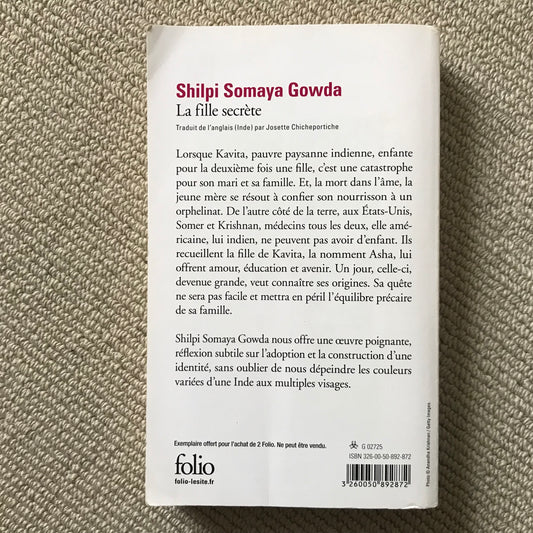 Shilpi Somaya Gowda
La fille secrète
Traduit de l'anglais (Inde) par Josette Chicheportiche
Lorsque Kavita, pauvre paysanne indienne, enfante
pour la deuxième fois une fille, c'est une catastrophe
pour son mari et sa famille. Et, la mort dans l'âme, la
jeune mère se résout à confier son nourrisson à un
orphelinat. De l'autre côté de la terre, aux États-Unis,
Somer et Krishnan, médecins tous les deux, elle amé-
ricaine, lui indien, ne peuvent pas avoir d'enfant. Ils
recueillent la fille de Kavita, la nomment Asha, lui
offrent amour, éducation et avenir. Un jour, celle-ci,
devenue grande, veut connaître ses origines. Sa quête
ne sera pas facile et mettra en péril l'équilibre précaire
de sa famille.
Shilpi Somaya Gowda nous offre une œuvre poignante,
réflexion subtile sur l'adoption et la construction d'une
identité, sans oublier de nous dépeindre les couleurs
variées d'une Inde aux multiples visages.
Exemplaire offert pour l'achat de 2 Folio. Ne peut être vendu.
G 02725
ISBN 326-00-50-892-872
folio
folio-lesite.fr
3 260050 892872
Photo © Anandha Krishnan / Getty Images